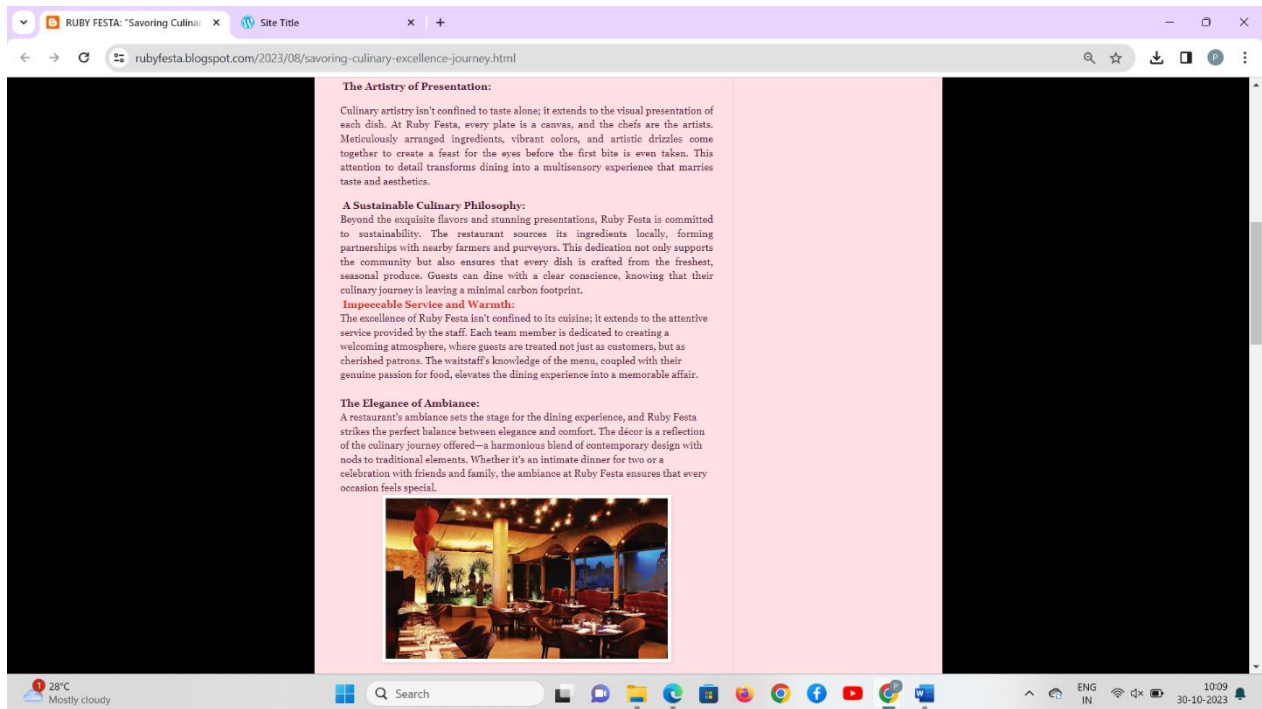 RUBY FESTA: "Savoring Culinar
Site Title
rubyfesta.blogspot.com/2023/08/savoring-culinary-excellence-journey.html
P
The Artistry of Presentation:
Culinary artistry isn't confined to taste alone; it extends to the visual presentation of
each dish. At Ruby Festa, every plate is a canvas, and the chefs are the artists.
Meticulously arranged ingredients, vibrant colors, and artistic drizzles come
together to create a feast for the eyes before the first bite is even taken. This
attention to detail transforms dining into a multisensory experience that marries
taste and aesthetics.
A Sustainable Culinary Philosophy:
Beyond the exquisite flavors and stunning presentations, Ruby Festa is committed
to sustainability. The restaurant sources its ingredients locally, forming
partnerships with nearby farmers and purveyors. This dedication not only supports
the community but also ensures that every dish is crafted from the freshest,
seasonal produce. Guests can dine with a clear conscience, knowing that their
culinary journey is leaving a minimal carbon footprint.
Impeccable Service and Warmth:
The excellence of Ruby Festa isn't confined to its cuisine; it extends to the attentive
service provided by the staff. Each team member is dedicated to creating a
welcoming atmosphere, where guests are treated not just as customers, but as
cherished patrons. The waitstaff's knowledge of the menu, coupled with their
genuine passion for food, elevates the dining experience into a memorable affair.
The Elegance of Ambiance:
A restaurant's ambiance sets the stage for the dining experience, and Ruby Festa
strikes the perfect balance between elegance and comfort. The décor is a reflection
of the culinary journey offered—a harmonious blend of contemporary design with
nods to traditional elements. Whether it's an intimate dinner for two or a
celebration with friends and family, the ambiance at Ruby Festa ensures that every
occasion feels special.
1
28°C
Mostly cloudy
Search
ENG
IN
10:09
30-10-2023